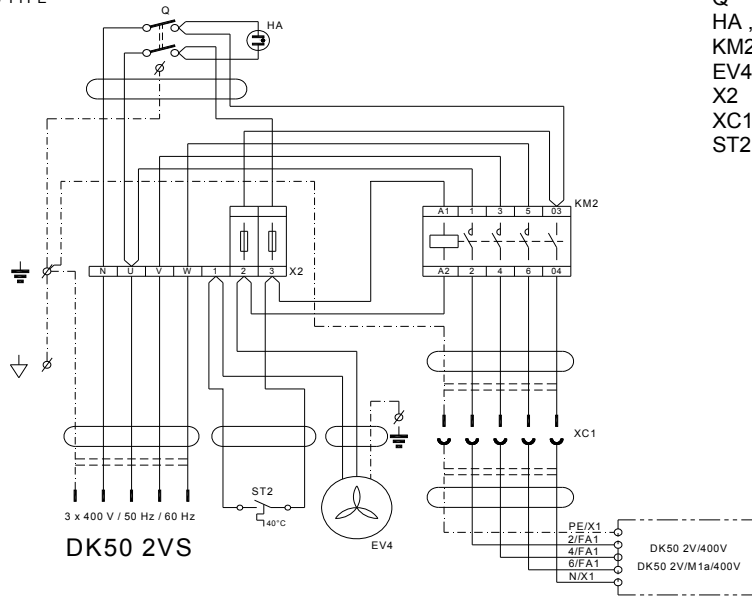 Q
HA
HA ,
KM2
EV4
X2
XC1
ST2
KM2
A1 1 3 5 03
A2 2 4 6 04
N U V W 1 2 3 X2
XC1
ST2
40°C
EV4
3 x 400 V / 50 Hz / 60 Hz
DK50 2VS
PE/X1
2/FA1
4/FA1
6/FA1
N/X1
DK50 2V/400V
DK50 2V/M1a/400V